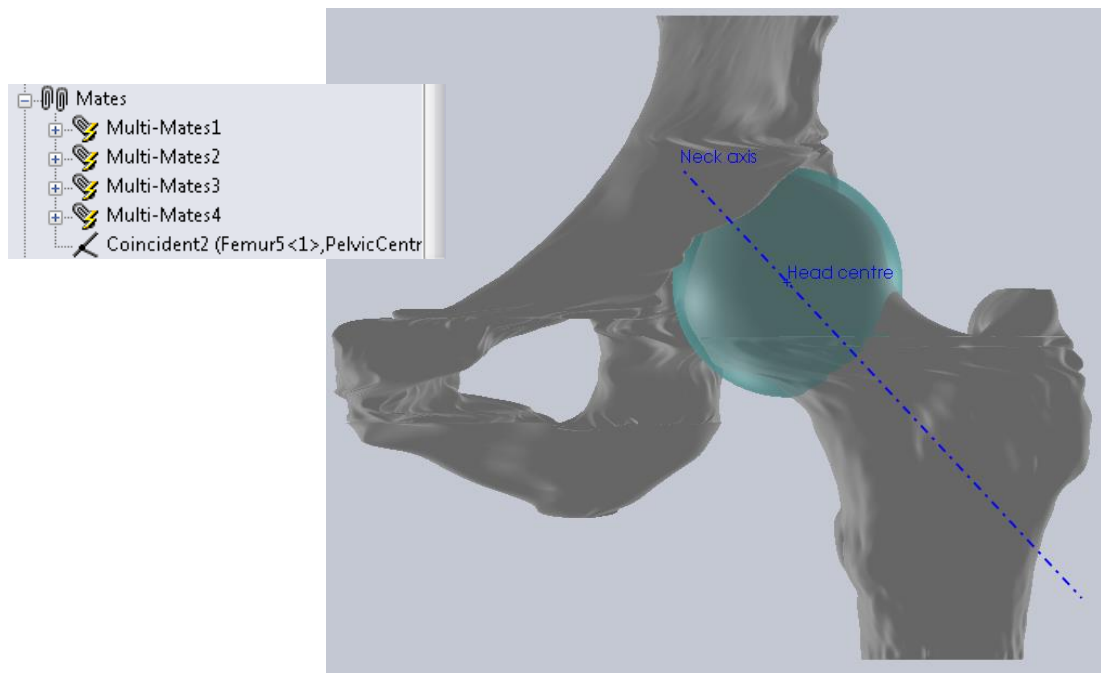 Mates
Multi-Mates1
Multi-Mates2
Multi-Mates3
Multi-Mates4
Coincident2 (Femur5<1>,PelvicCentr
Neck axis
Head centre